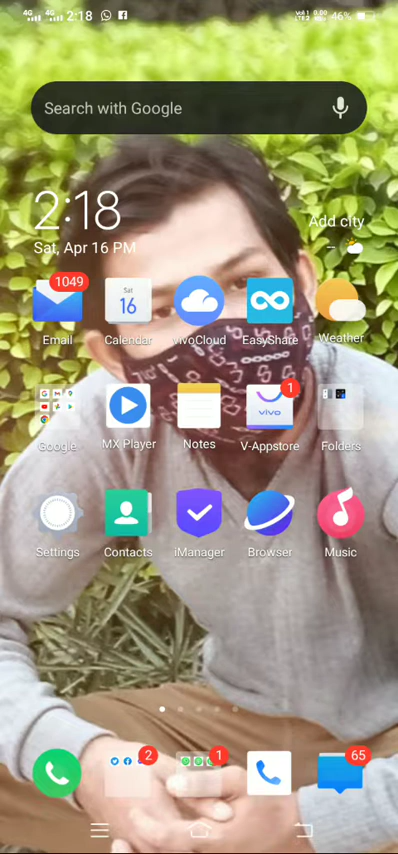 4G 4G 2:18 46%
Search with Google
2:18
Add city
Sat, Apr 16 PM
--
1049 Sat 16 1
Email Calendar vivoCloud EasyShare Weather
vivo
Google MX Player Notes V-Appstore Folders
Settings Contacts iManager Browser Music
2 1 65